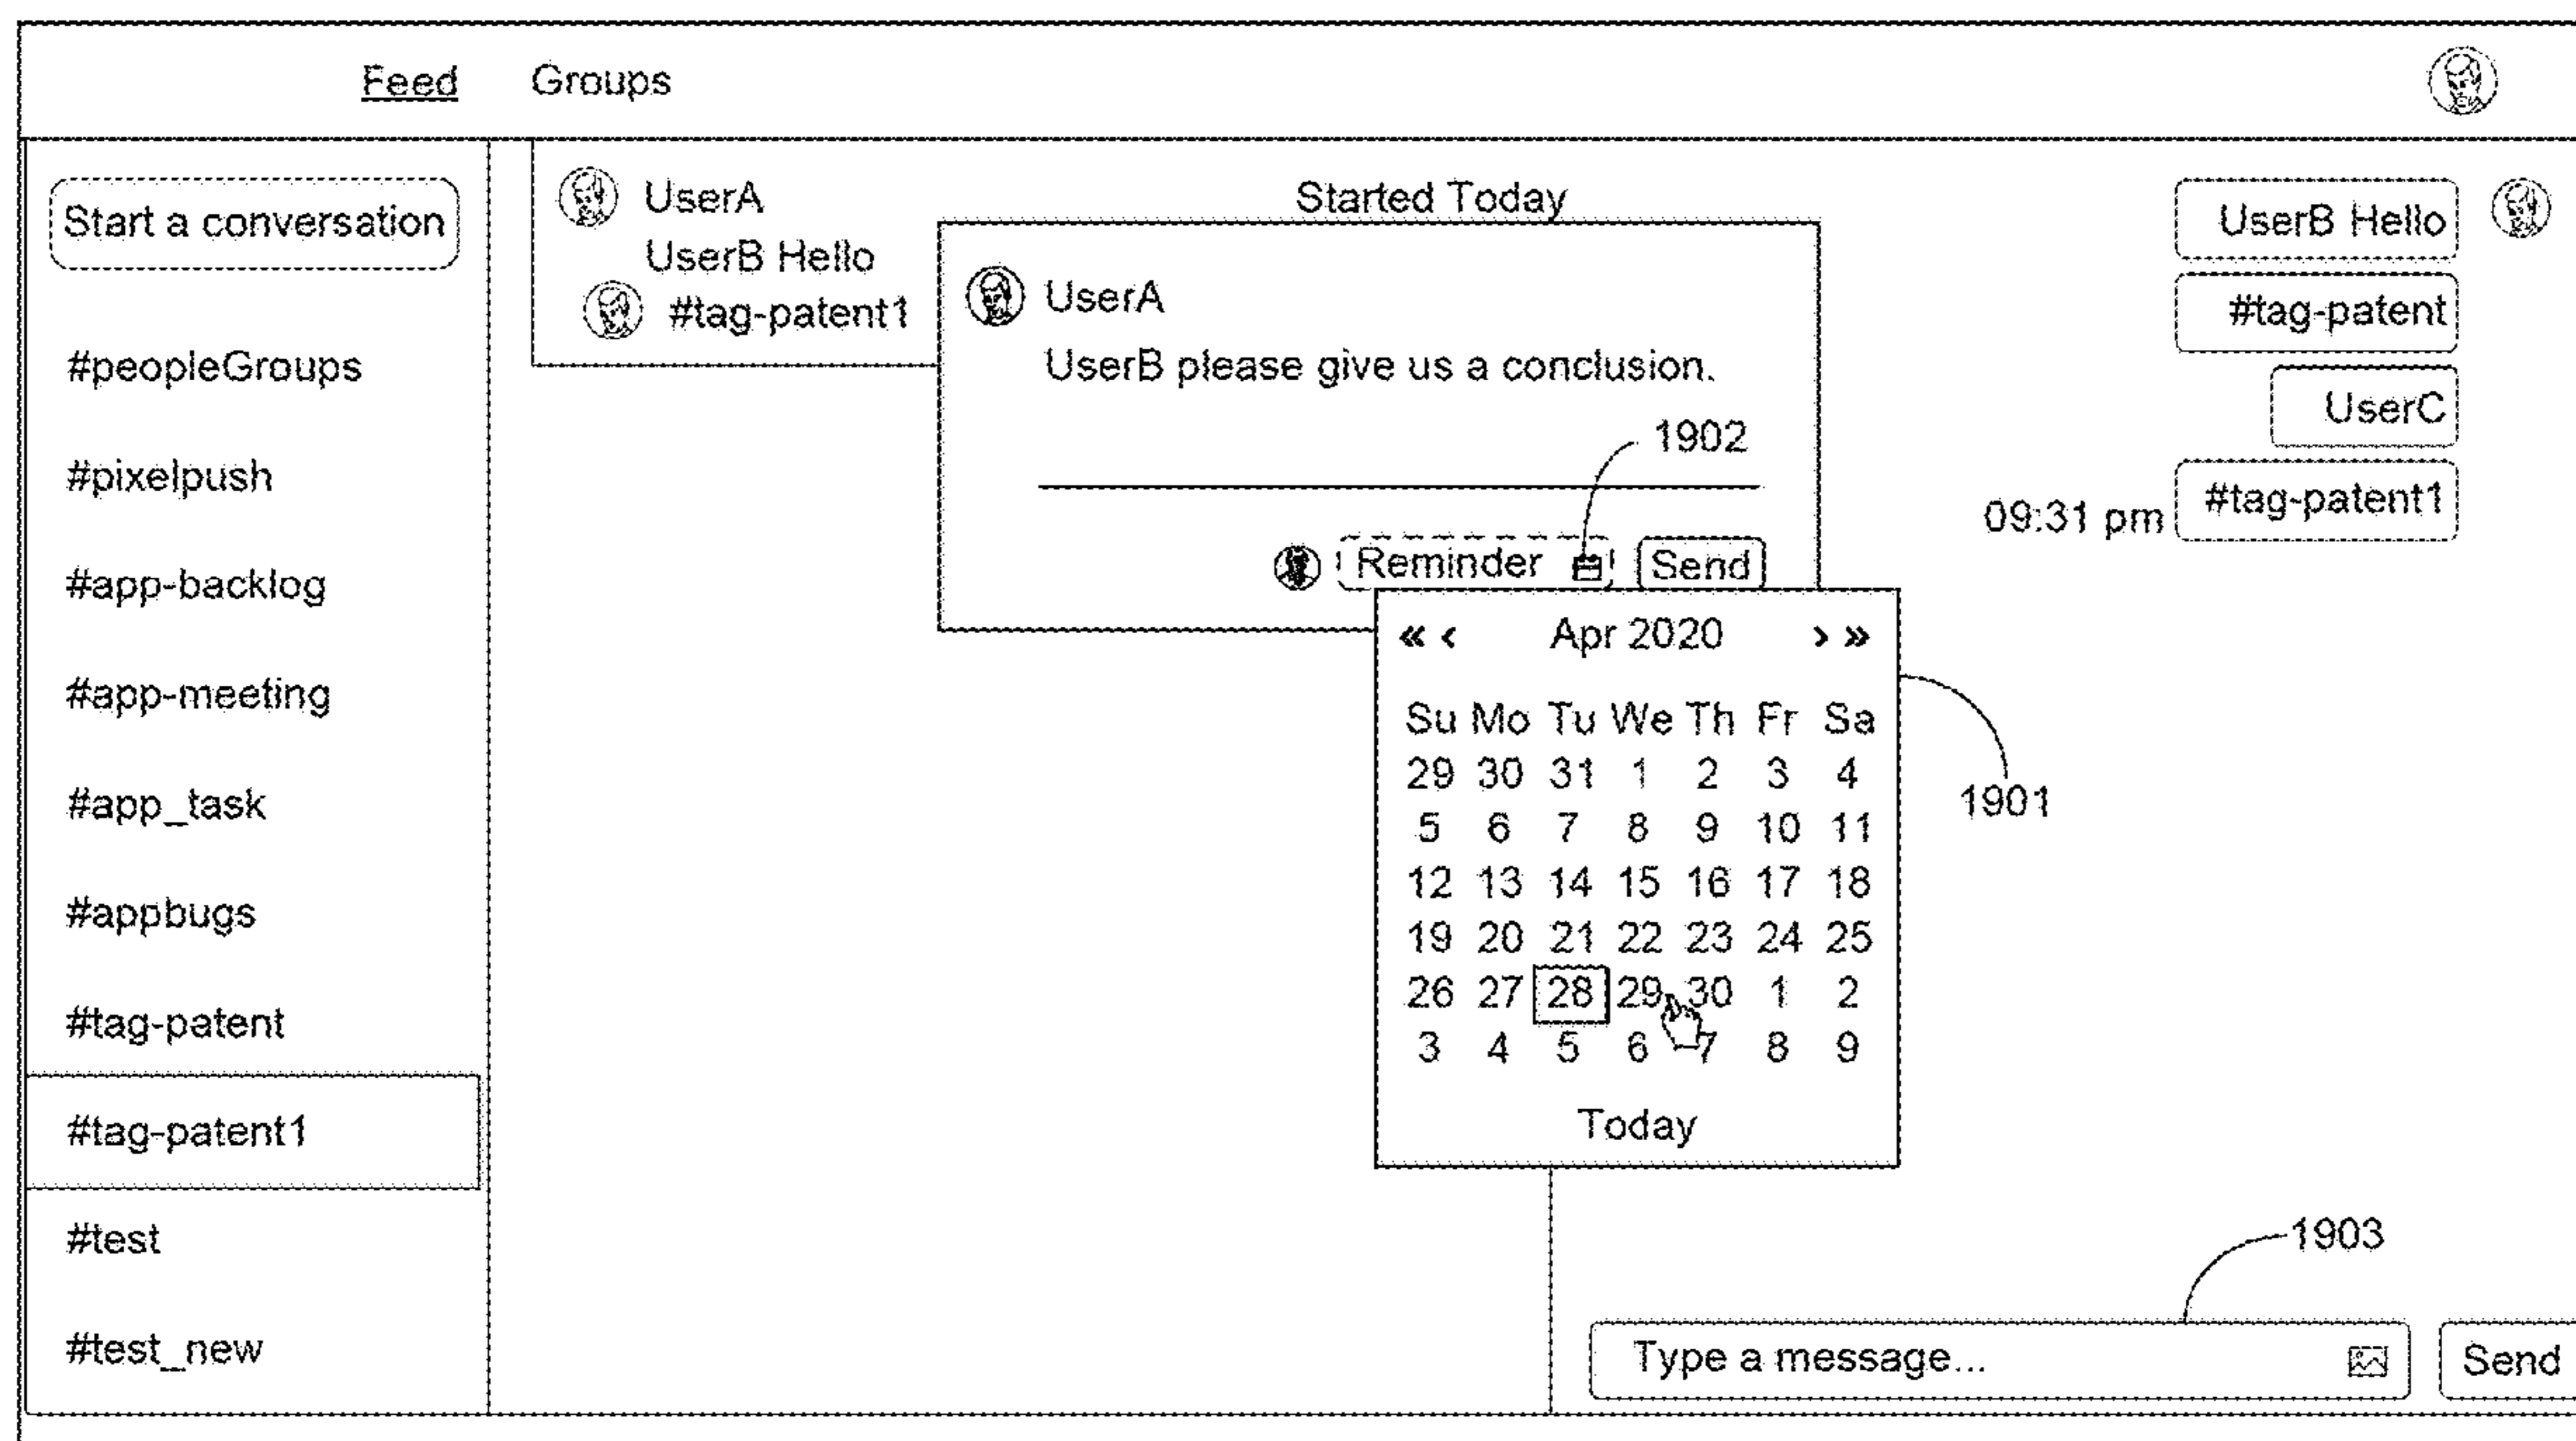 Feed Groups
Start a conversation
#peopleGroups
#pixelpush
#app-backlog
#app-meeting
#app_task
#appbugs
#tag-patent
#tag-patent1
#test
#test_new
UserA
UserB Hello
#tag-patent1
Started Today
UserA
UserB please give us a conclusion.
1902
Reminder Send
« < Apr 2020 > »
Su Mo Tu We Th Fr Sa
29 30 31 1 2 3 4
5 6 7 8 9 10 11
12 13 14 15 16 17 18
19 20 21 22 23 24 25
26 27 28 29 30 1 2
3 4 5 6 7 8 9
Today
1901
UserB Hello
#tag-patent
UserC
09:31 pm #tag-patent1
1903
Type a message... Send